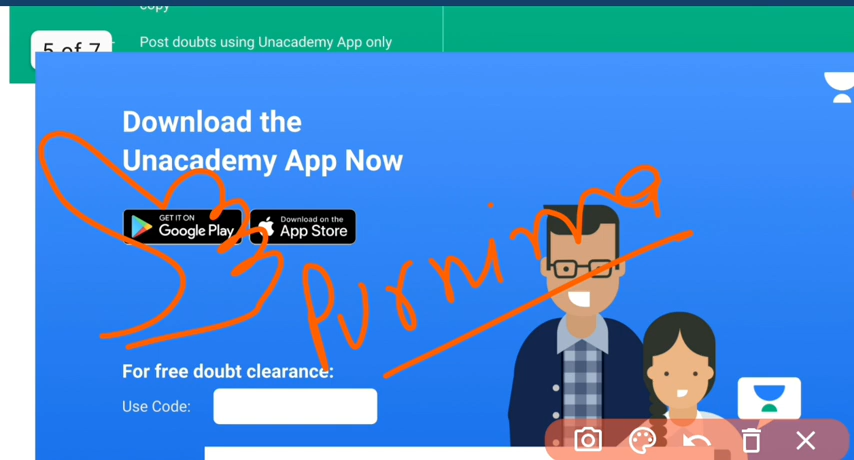 copy
5 of 7
Post doubts using Unacademy App only
Download the
Unacademy App Now
GET IT ON
Google Play
Download on the
App Store
Purnima
For free doubt clearance:
Use Code: